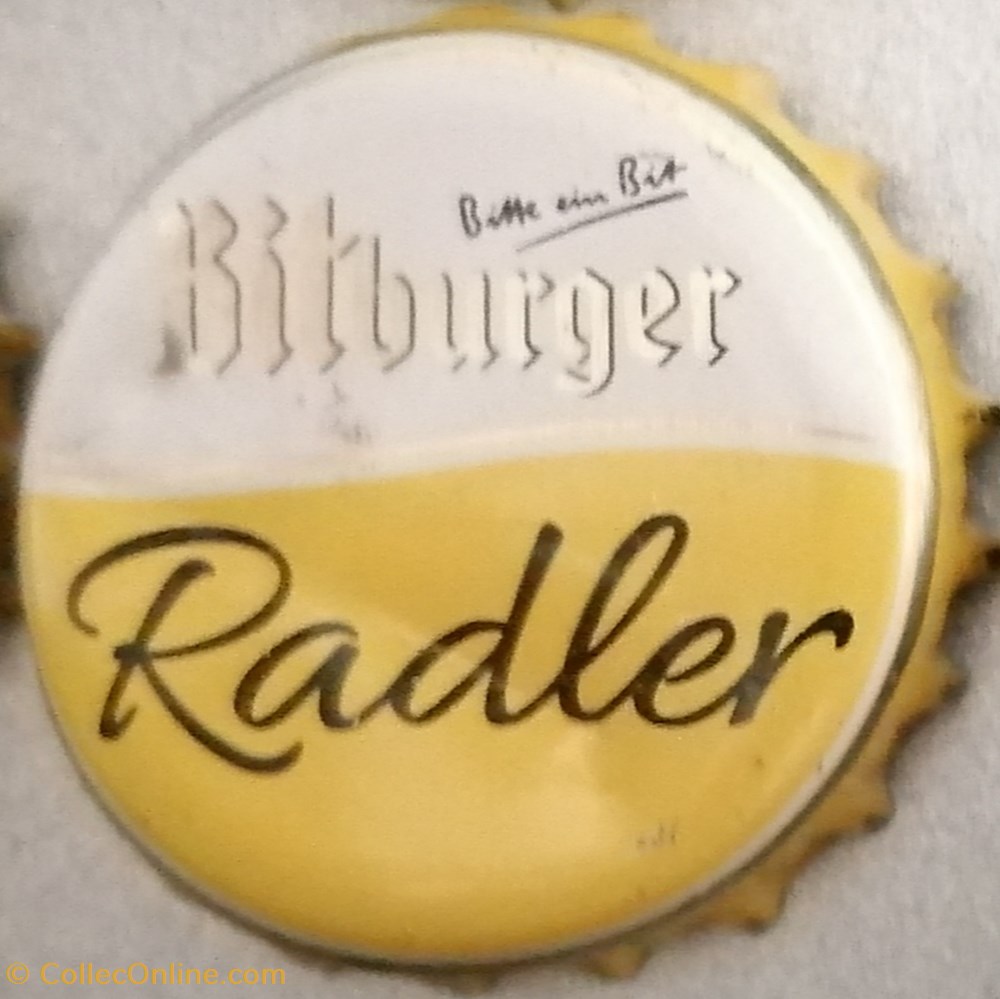 Bitte ein Bit
Bitburger
Radler
© CollecOnline.com